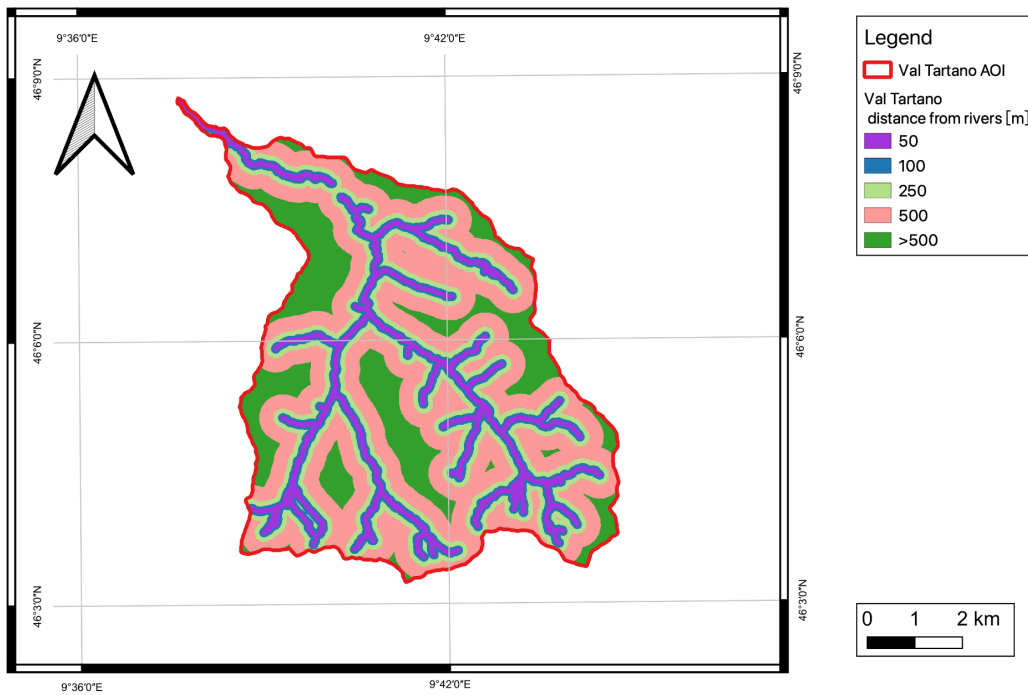 9°36'0"E
9°42'0"E
46°9'0"N
46°9'0"N
46°6'0"N
46°6'0"N
46°3'0"N
46°3'0"N
9°36'0"E
9°42'0"E
Legend
Val Tartano AOI
Val Tartano
distance from rivers [m]
50
100
250
500
>500
0 1 2 km